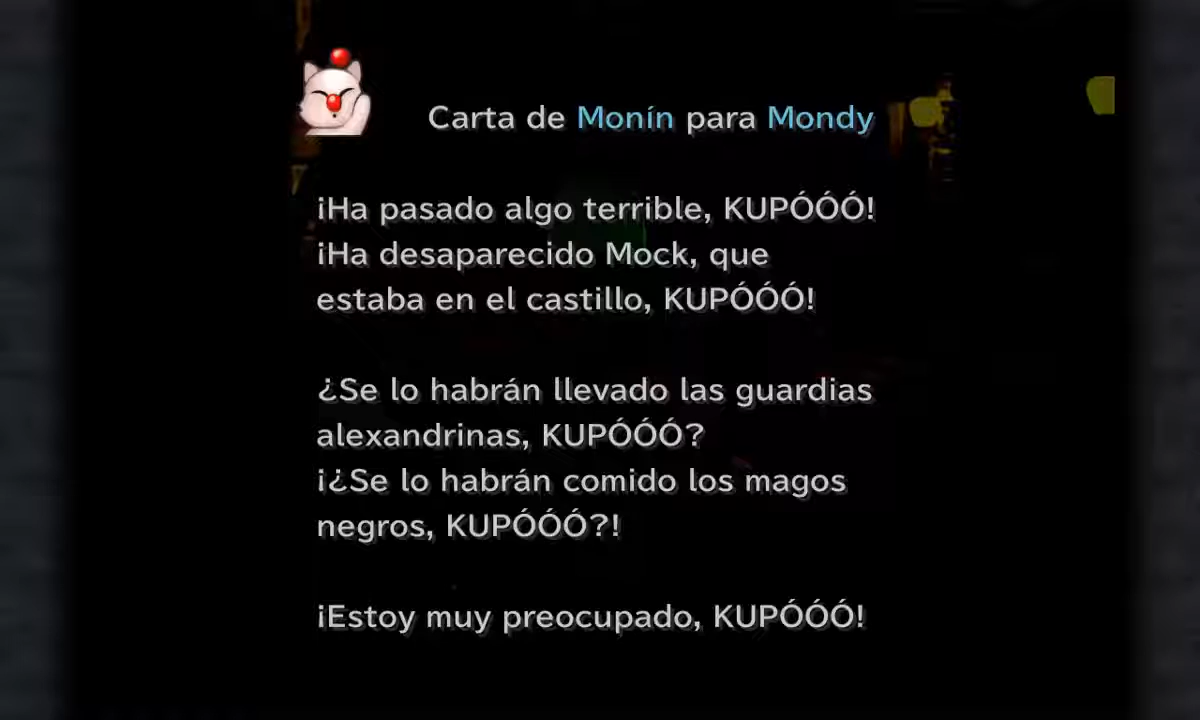 Carta de Monín para Mondy
¡Ha pasado algo terrible, KUPÓÓÓ!
¡Ha desaparecido Mock, que
estaba en el castillo, KUPÓÓÓ!
¿Se lo habrán llevado las guardias
alexandrinas, KUPÓÓÓ?
¡¿Se lo habrán comido los magos
negros, KUPÓÓÓ?!
¡Estoy muy preocupado, KUPÓÓÓ!